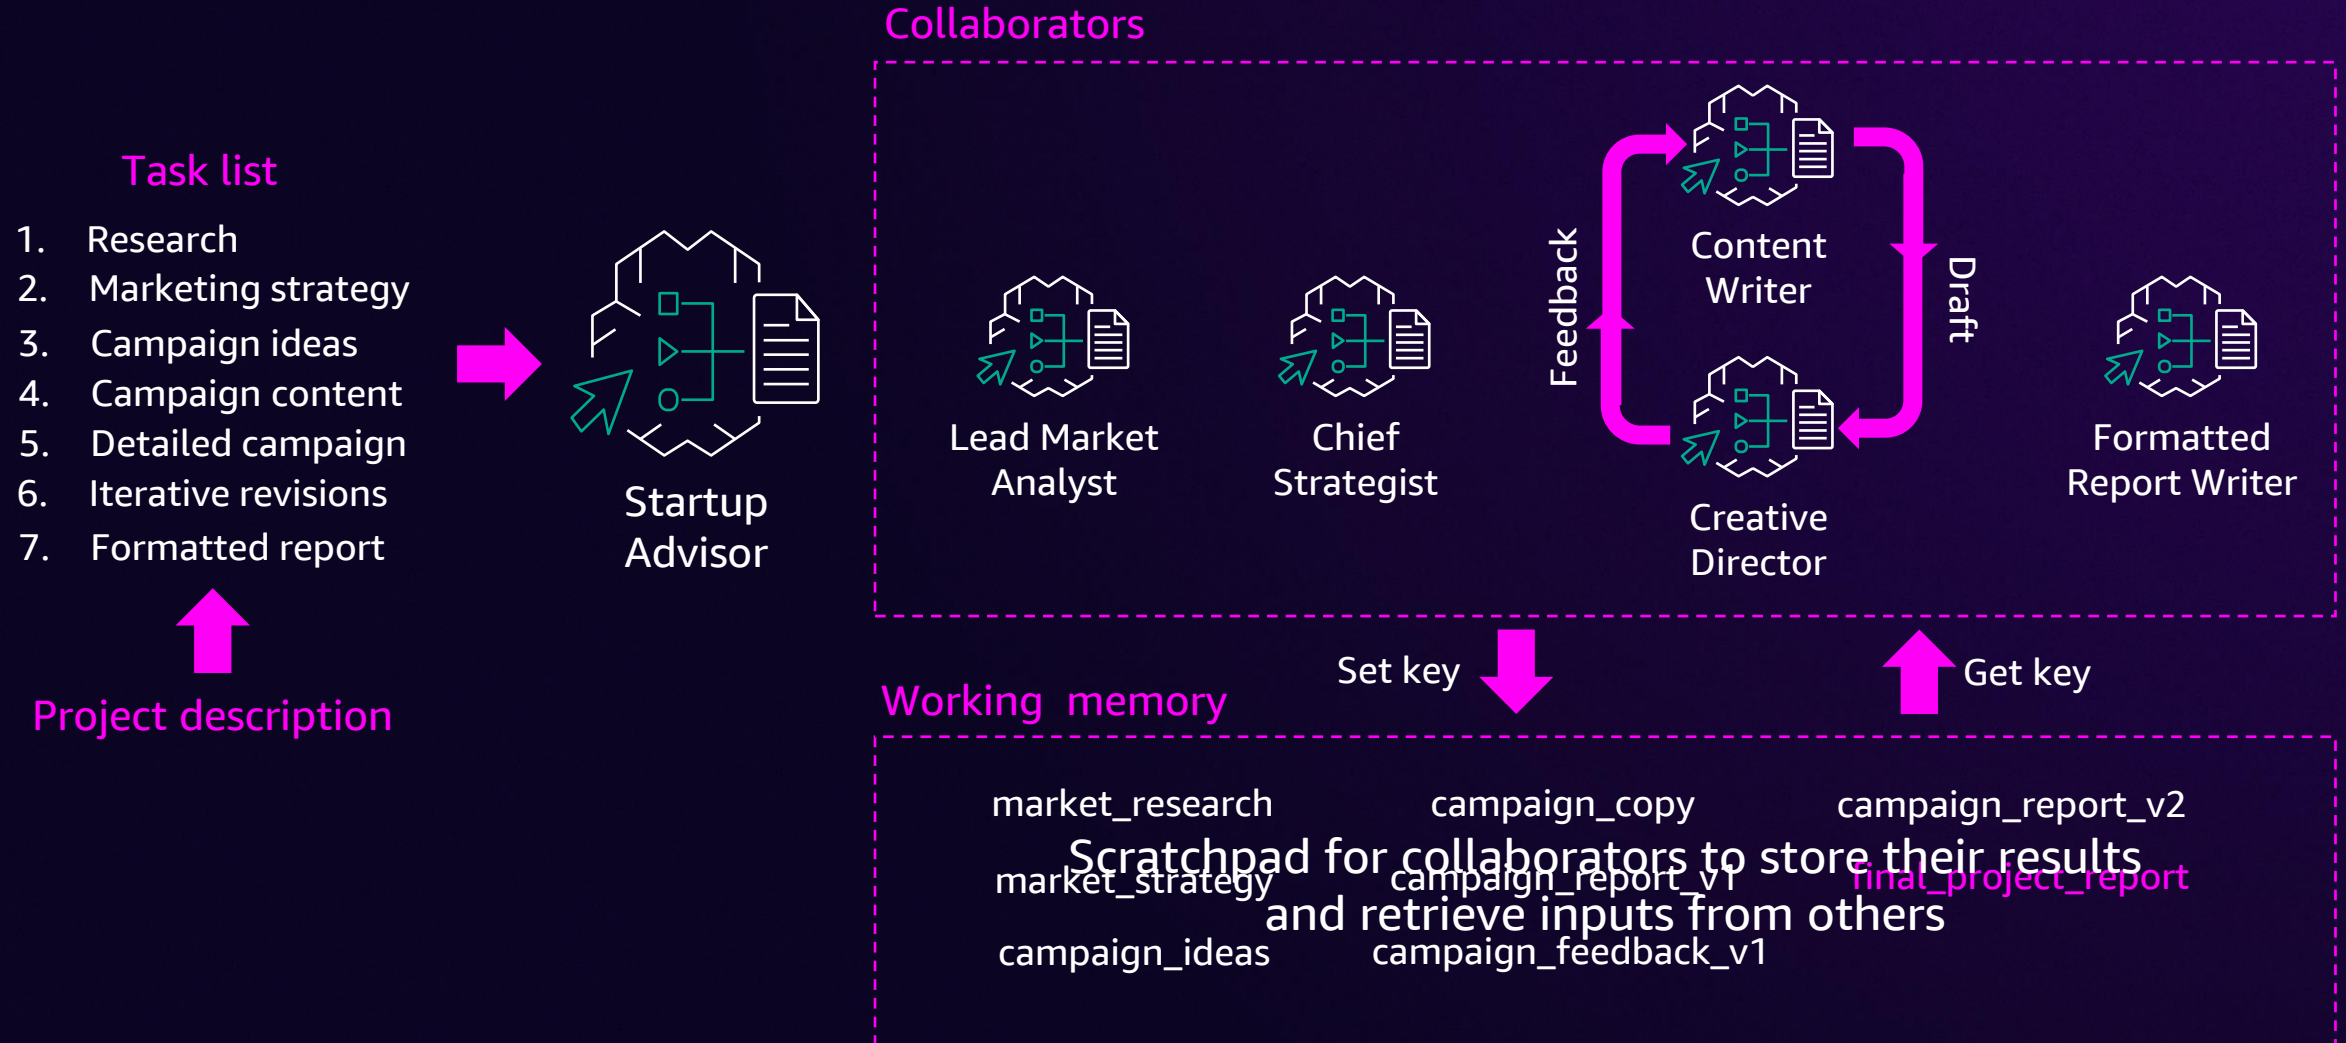 Collaborators
Task list
1. Research
2. Marketing strategy
3. Campaign ideas
4. Campaign content
5. Detailed campaign
6. Iterative revisions
7. Formatted report
Project description
Startup
Advisor
Lead Market
Analyst
Chief
Strategist
Feedback
Content
Writer
Draft
Creative
Director
Formatted
Report Writer
Set key
Get key
Working memory
market_research
campaign_copy
campaign_report_v2
Scratchpad for collaborators to store their results
and retrieve inputs from others
market_strategy
campaign_report_v1
final_project_report
campaign_ideas
campaign_feedback_v1